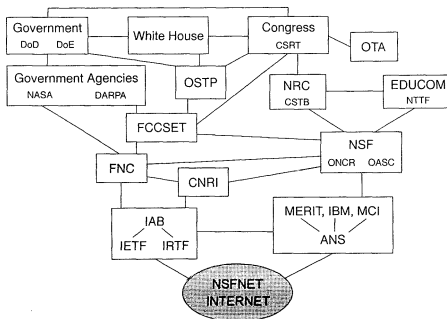 Government
DoD DoE
White House
Congress
CSRT
OTA
Government Agencies
NASA DARPA
OSTP
NRC
CSTB
EDUCOM
NTTF
FCCSET
NSF
ONCR OASC
FNC
CNRI
IAB
IETF IRTF
MERIT, IBM, MCI
ANS
NSFNET
INTERNET